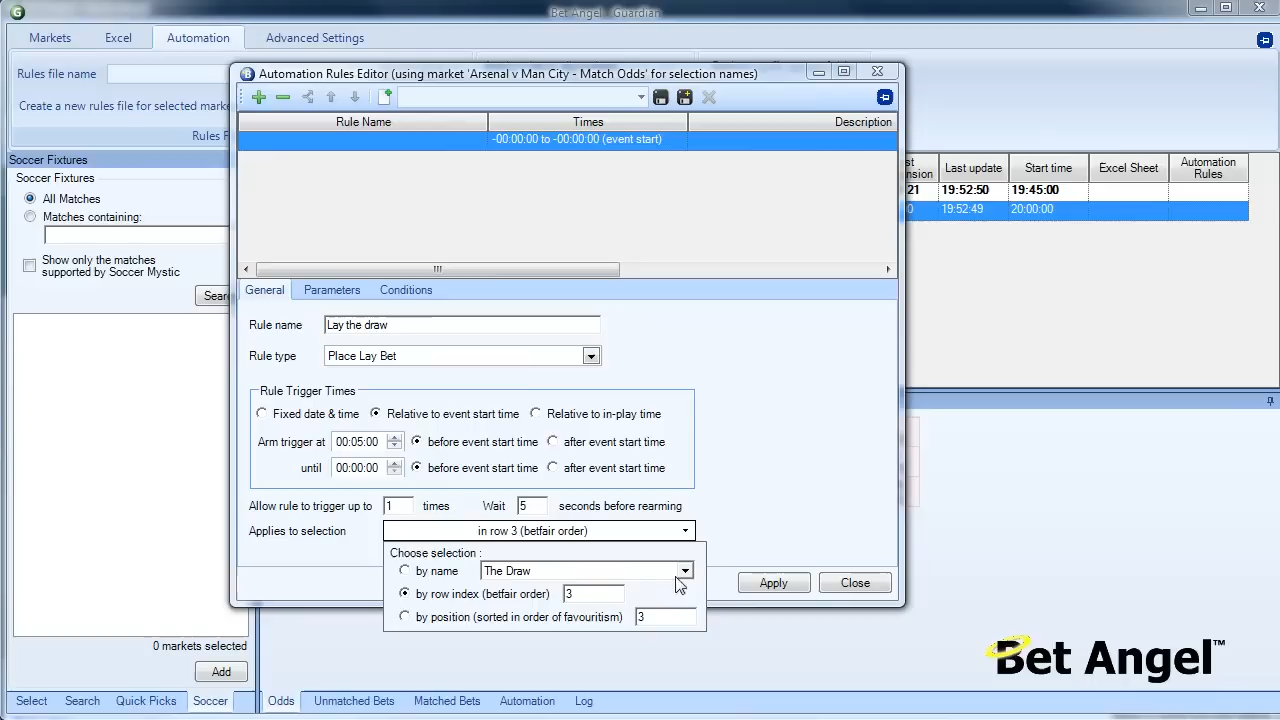 G
Bet Angel - Guardian
Markets
Excel
Automation
Advanced Settings
Rules file name
Create a new rules file for selected marke
Rules F
B
Automation Rules Editor (using market 'Arsenal v Man City - Match Odds' for selection names)
Rule Name
Times
Description
-00:00:00 to -00:00:00 (event start)
Soccer Fixtures
Soccer Fixtures
All Matches
Matches containing:
Show only the matches
supported by Soccer Mystic
Searc
st
nsion
Last update
Start time
Excel Sheet
Automation
Rules
21
19:52:50
19:45:00
0
19:52:49
20:00:00
General
Parameters
Conditions
Rule name
Lay the draw
Rule type
Place Lay Bet
Rule Trigger Times
Fixed date & time
Relative to event start time
Relative to in-play time
Arm trigger at
00:05:00
before event start time
after event start time
until
00:00:00
before event start time
after event start time
Allow rule to trigger up to
1
times
Wait
5
seconds before rearming
Applies to selection
in row 3 (betfair order)
Choose selection :
by name
The Draw
by row index (betfair order)
3
by position (sorted in order of favouritism)
3
Apply
Close
0 markets selected
Add
Bet Angel™
Select
Search
Quick Picks
Soccer
Odds
Unmatched Bets
Matched Bets
Automation
Log